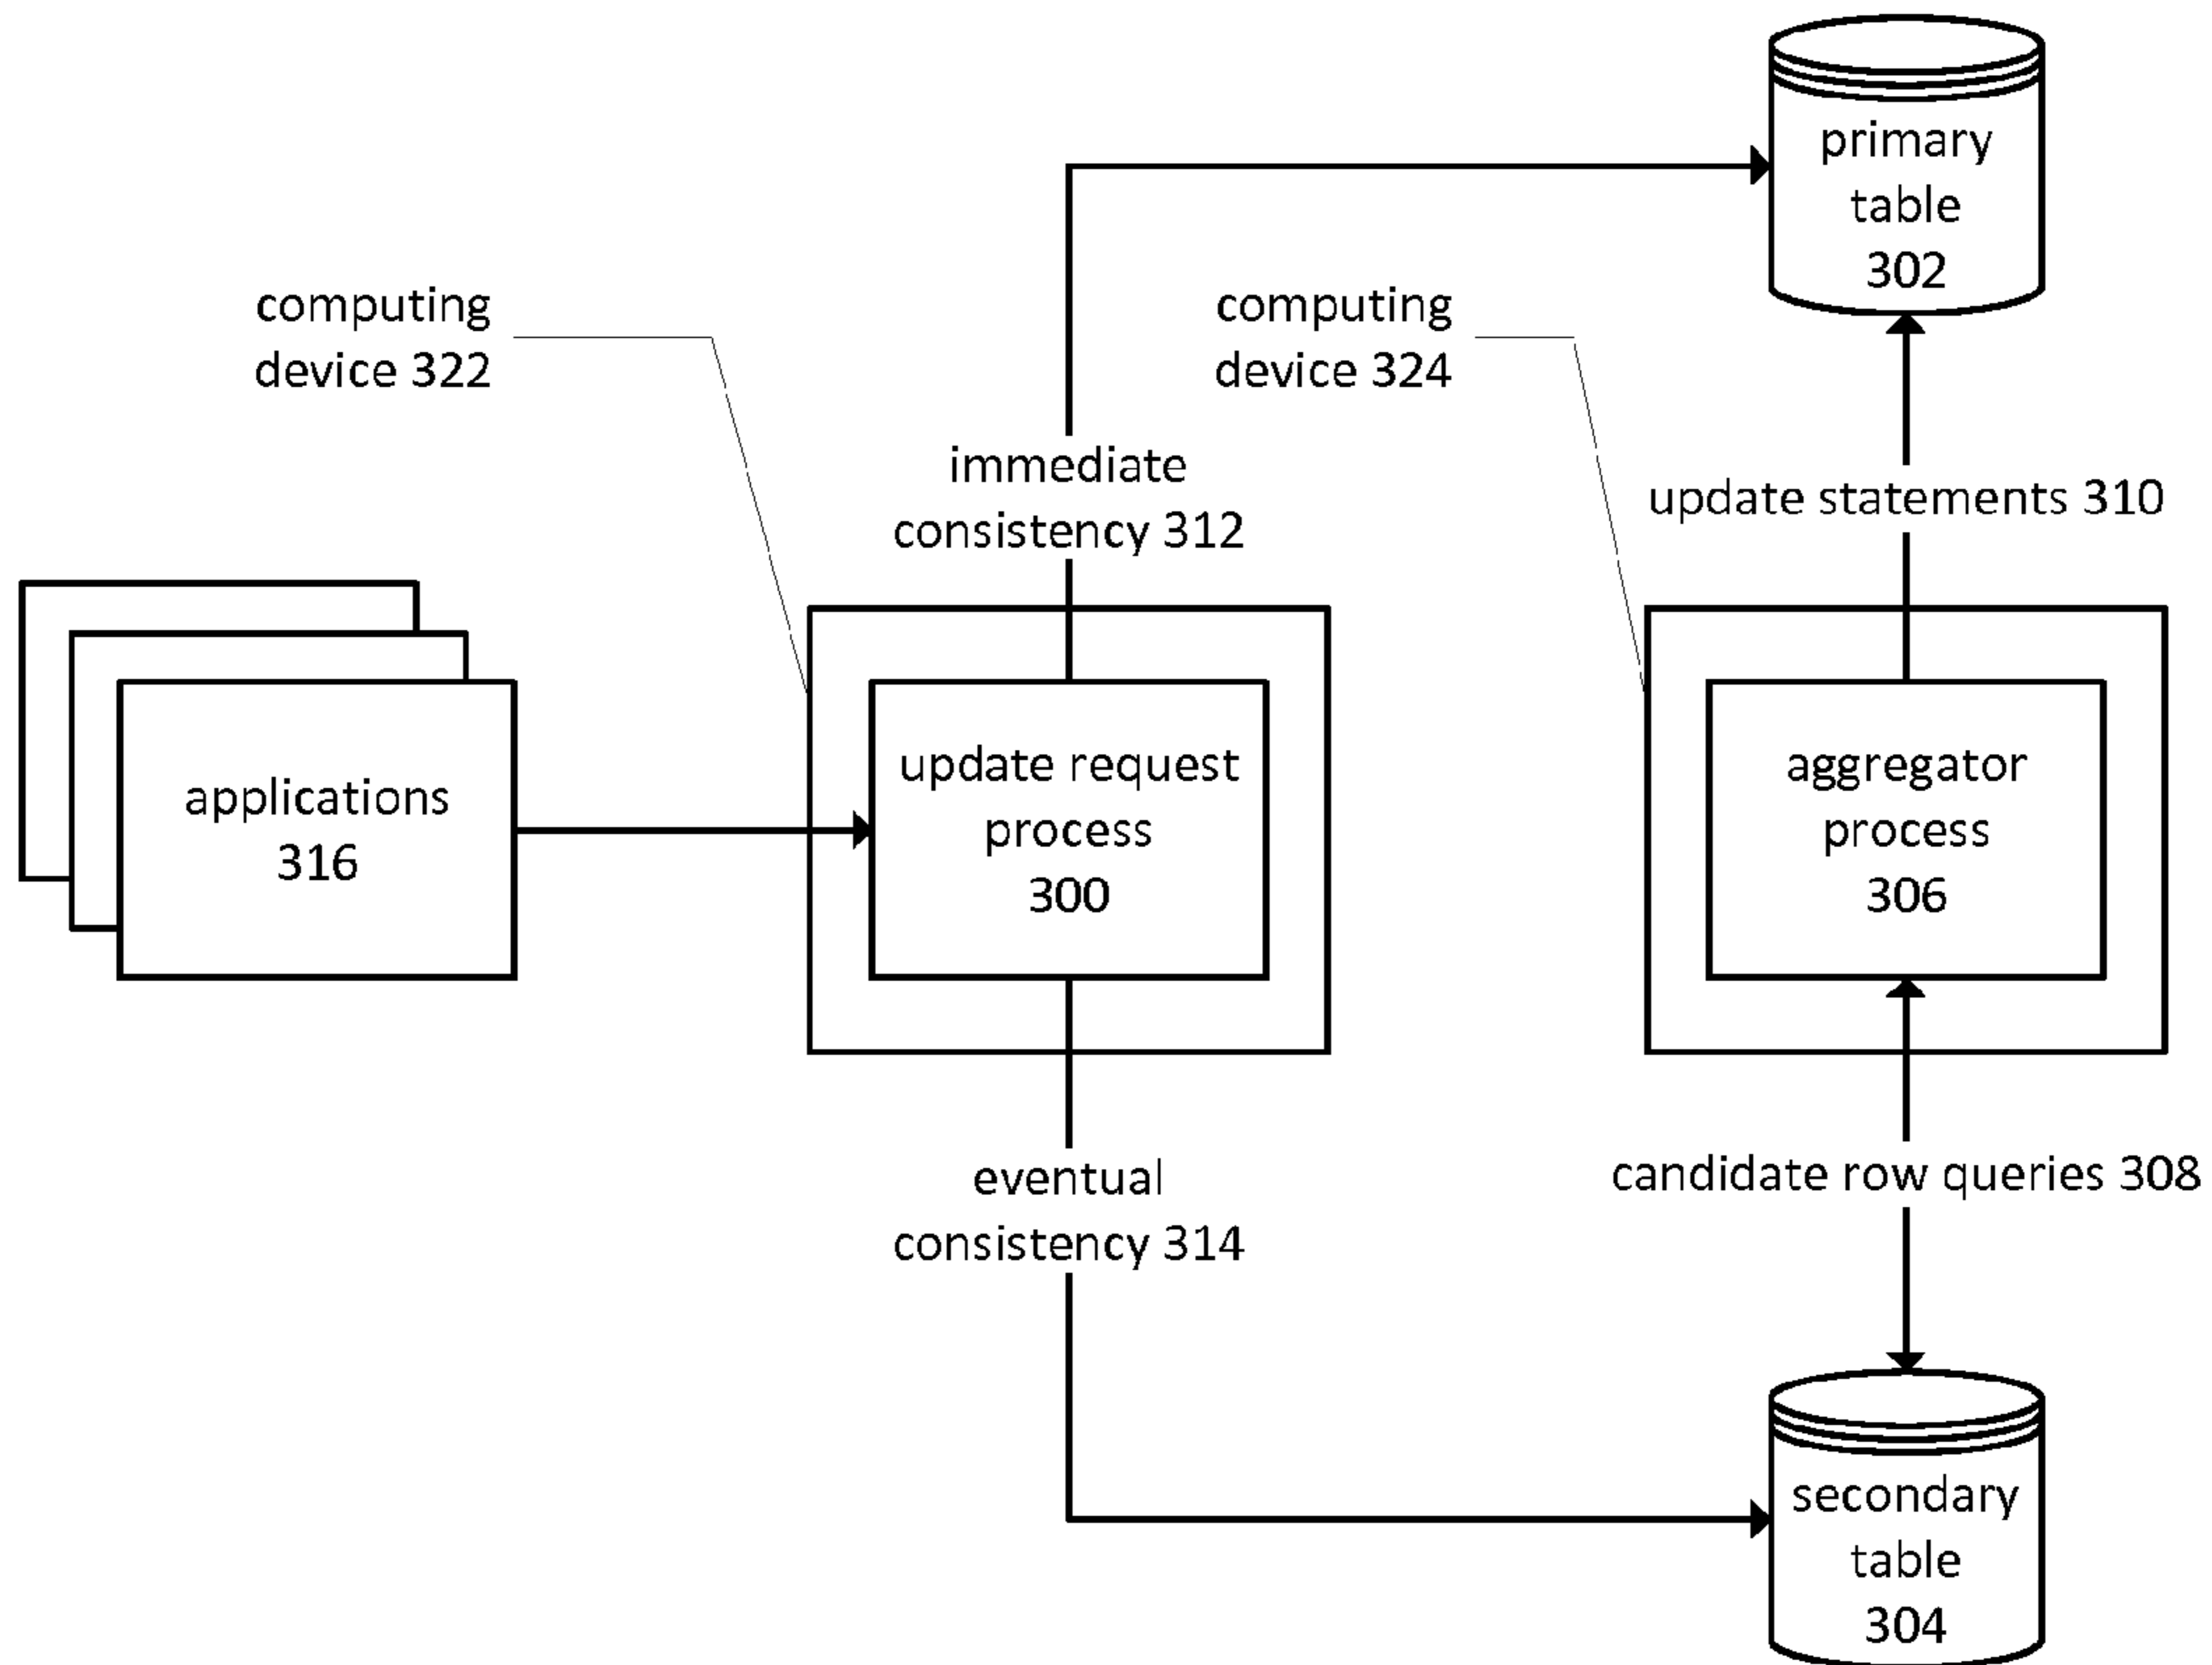 primary
table
302
computing
device 322
computing
device 324
immediate
consistency 312
update statements 310
applications
316
update request
process
300
aggregator
process
306
eventual
consistency 314
candidate row queries 308
secondary
table
304